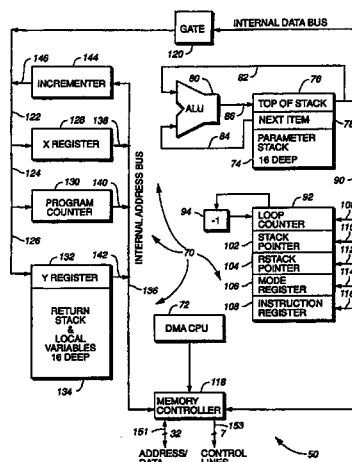 INTERNAL DATA BUS
GATE
120
146
144
INCREMENTER
122
128
138
X REGISTER
124
130
140
PROGRAM COUNTER
126
132
142
Y REGISTER
136
RETURN
STACK
& LOCAL
VARIABLES
16 DEEP
134
INTERNAL ADDRESS BUS
80
82
76
ALU
TOP OF STACK
86
78
NEXT ITEM
84
PARAMETER
STACK
74
16 DEEP
90
92
94
-1
LOOP
COUNTER
102
STACK
POINTER
110
104
RSTACK
POINTER
112
70
106
MODE
REGISTER
114
108
INSTRUCTION
REGISTER
116
72
DMA CPU
118
MEMORY
CONTROLLER
151
32
7
153
50
ADDRESS/
CONTROL